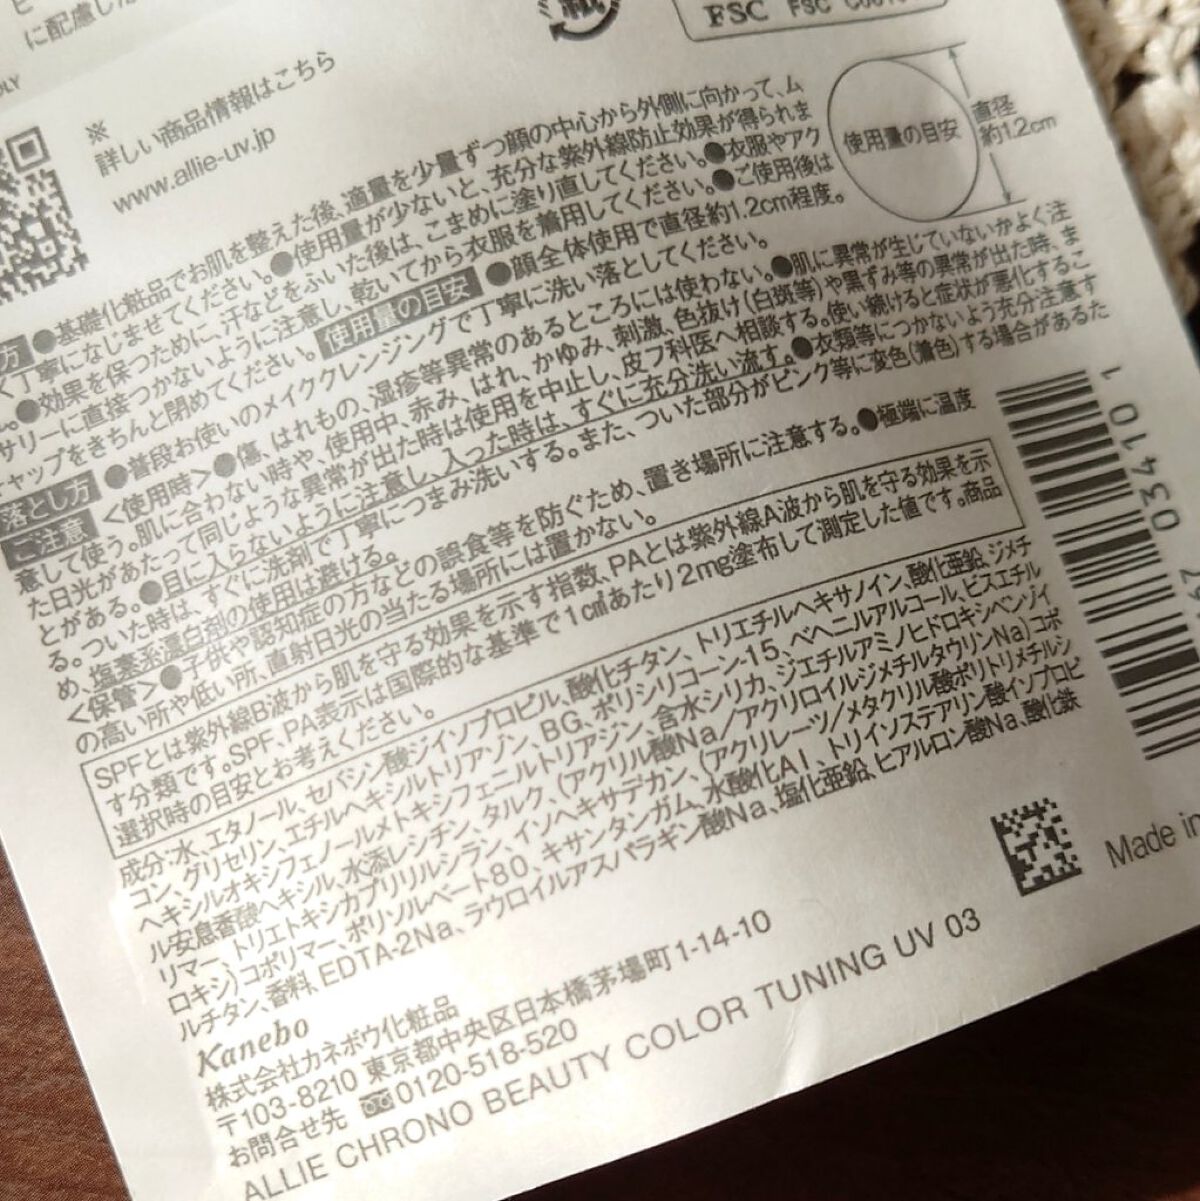 に配慮した
FSC FSC
※
詳しい商品情報はこちら
www.allie-uv.jp
使用量の目安
直径
約1.2cm
方 ●基礎化粧品でお肌を整えた後、適量を少量ずつ顔の中心から外側に向かって、ム
く丁寧になじませてください。●使用量が少ないと、充分な紫外線防止効果が得られま
ん。●効果を保つために、汗などをふいた後は、こまめに塗り直してください。●衣服やアク
サリーに直接つかないように注意し、乾いてから衣服を着用してください。●ご使用後は
キャップをきちんと閉めてください。 使用量の目安 ●顔全体使用で直径約1.2cm程度。
落とし方 ●普段お使いのメイククレンジングで丁寧に洗い落としてください。
ご注意 <使用時>●傷、はれもの、湿疹等異常のあるところには使わない。●肌に異常が生じていないかよく注
意して使う。肌に合わない時や、使用中、赤み、はれ、かゆみ、刺激、色抜け(白斑等)や黒ずみ等の異常が出た時、ま
た日光があたって同じような異常が出た時は使用を中止し、皮フ科医へ相談する。使い続けると症状が悪化するこ
とがある。●目に入らないように注意し、入った時は、すぐに充分洗い流す。●衣類等につかないよう充分注意す
る。ついた時は、すぐに洗剤で丁寧につまみ洗いする。また、ついた部分がピンク等に変色(着色)する場合があるた
め、塩素系漂白剤の使用は避ける。
<保管>●子供や認知症の方などの誤食等を防ぐため、置き場所に注意する。●極端に温度
の高い所や低い所、直射日光の当たる場所には置かない。
SPFとは紫外線B波から肌を守る効果を示す指数、PAとは紫外線A波から肌を守る効果を示
す分類です。SPF、PA表示は国際的な基準で1㎠あたり2mg塗布して測定した値です。商品
選択時の目安とお考えください。
成分:水、エタノール、セバシン酸ジイソプロピル、酸化チタン、トリエチルヘキサノイン、酸化亜鉛、ジメチ
コン、グリセリン、エチルヘキシルトリアゾン、BG、ポリシリコーン-15、ベヘニルアルコール、ビスエチル
ヘキシルオキシフェノールメトキシフェニルトリアジン、含水シリカ、ジエチルアミノヒドロキシベンゾイ
ル安息香酸ヘキシル、水添レシチン、タルク、(アクリル酸Na/アクリロイルジメチルタウリンNa)コポ
リマー、トリエトキシカプリリルシラン、イソヘキサデカン、(アクリレーツ/メタクリル酸ポリトリメチルシ
ロキシ)コポリマー、ポリソルベート80、キサンタンガム、水酸化Al、トリイソステアリン酸イソプロピ
ルチタン、香料、EDTA-2Na、ラウロイルアスパラギン酸Na、塩化亜鉛、ヒアルロン酸Na、酸化鉄
Kanebo
株式会社カネボウ化粧品
〒103-8210 東京都中央区日本橋茅場町1-14-10
お問合せ先 0120-518-520
ALLIE CHRONO BEAUTY COLOR TUNING UV 03
Made in
03410 1